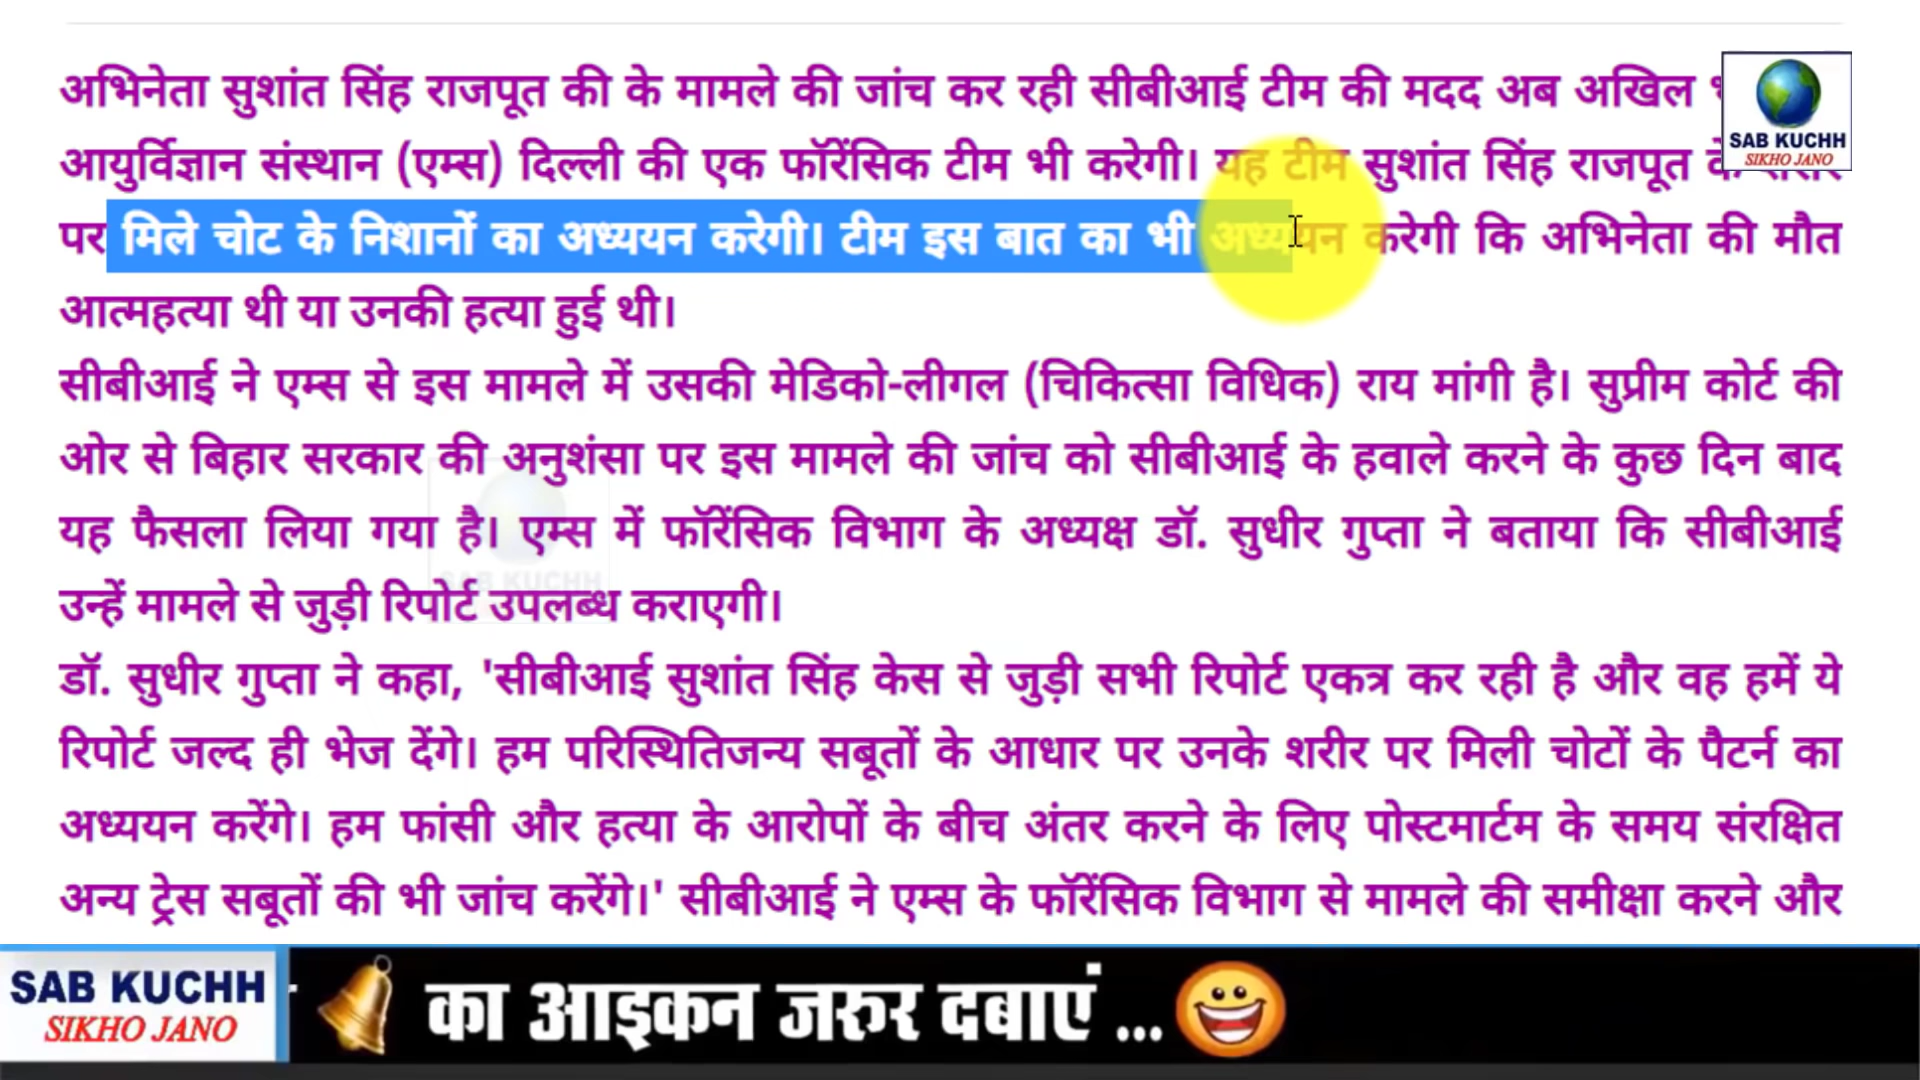 अभिनेता सुशांत सिंह राजपूत की के मामले की जांच कर रही सीबीआई टीम की मदद अब अखिल
आयुर्विज्ञान संस्थान (एम्स) दिल्ली की एक फॉरेंसिक टीम भी करेगी। यह टीम सुशांत सिंह राजपूत के
पर मिले चोट के निशानों का अध्ययन करेगी। टीम इस बात का भी अध्ययन करेगी कि अभिनेता की मौत
आत्महत्या थी या उनकी हत्या हुई थी।
सीबीआई ने एम्स से इस मामले में उसकी मेडिको-लीगल (चिकित्सा विधिक) राय मांगी है। सुप्रीम कोर्ट की
ओर से बिहार सरकार की अनुशंसा पर इस मामले की जांच को सीबीआई के हवाले करने के कुछ दिन बाद
यह फैसला लिया गया है। एम्स में फॉरेंसिक विभाग के अध्यक्ष डॉ. सुधीर गुप्ता ने बताया कि सीबीआई
उन्हें मामले से जुड़ी रिपोर्ट उपलब्ध कराएगी।
डॉ. सुधीर गुप्ता ने कहा, 'सीबीआई सुशांत सिंह केस से जुड़ी सभी रिपोर्ट एकत्र कर रही है और वह हमें ये
रिपोर्ट जल्द ही भेज देंगे। हम परिस्थितिजन्य सबूतों के आधार पर उनके शरीर पर मिली चोटों के पैटर्न का
अध्ययन करेंगे। हम फांसी और हत्या के आरोपों के बीच अंतर करने के लिए पोस्टमार्टम के समय संरक्षित
अन्य ट्रेस सबूतों की भी जांच करेंगे।' सीबीआई ने एम्स के फॉरेंसिक विभाग से मामले की समीक्षा करने और
SAB KUCHH
SIKHO JANO
SAB KUCHH
SAB KUCHH
SIKHO JANO
का आइकन जरुर दबाएं ...